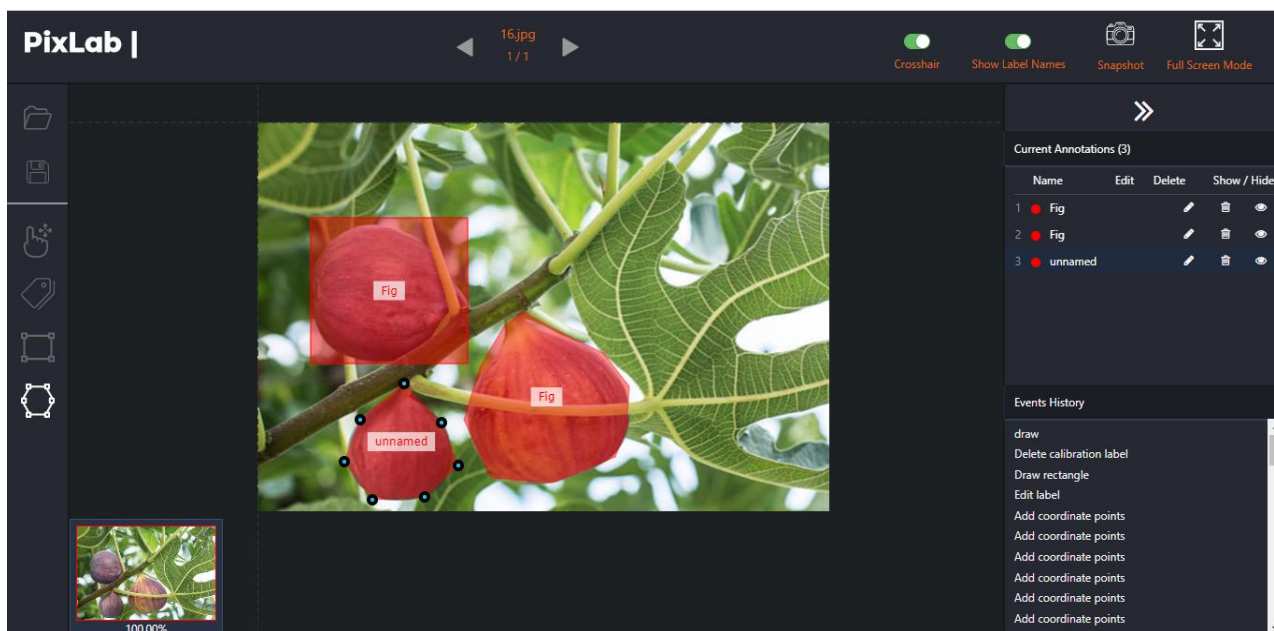 PixLab |
16.jpg
1 / 1
Crosshair
Show Label Names
Snapshot
Full Screen Mode
Current Annotations (3)
Name Edit Delete Show / Hide
1 Fig
2 Fig
3 unnamed
Fig
Fig
unnamed
Events History
draw
Delete calibration label
Draw rectangle
Edit label
Add coordinate points
Add coordinate points
Add coordinate points
Add coordinate points
Add coordinate points
Add coordinate points
100.00%